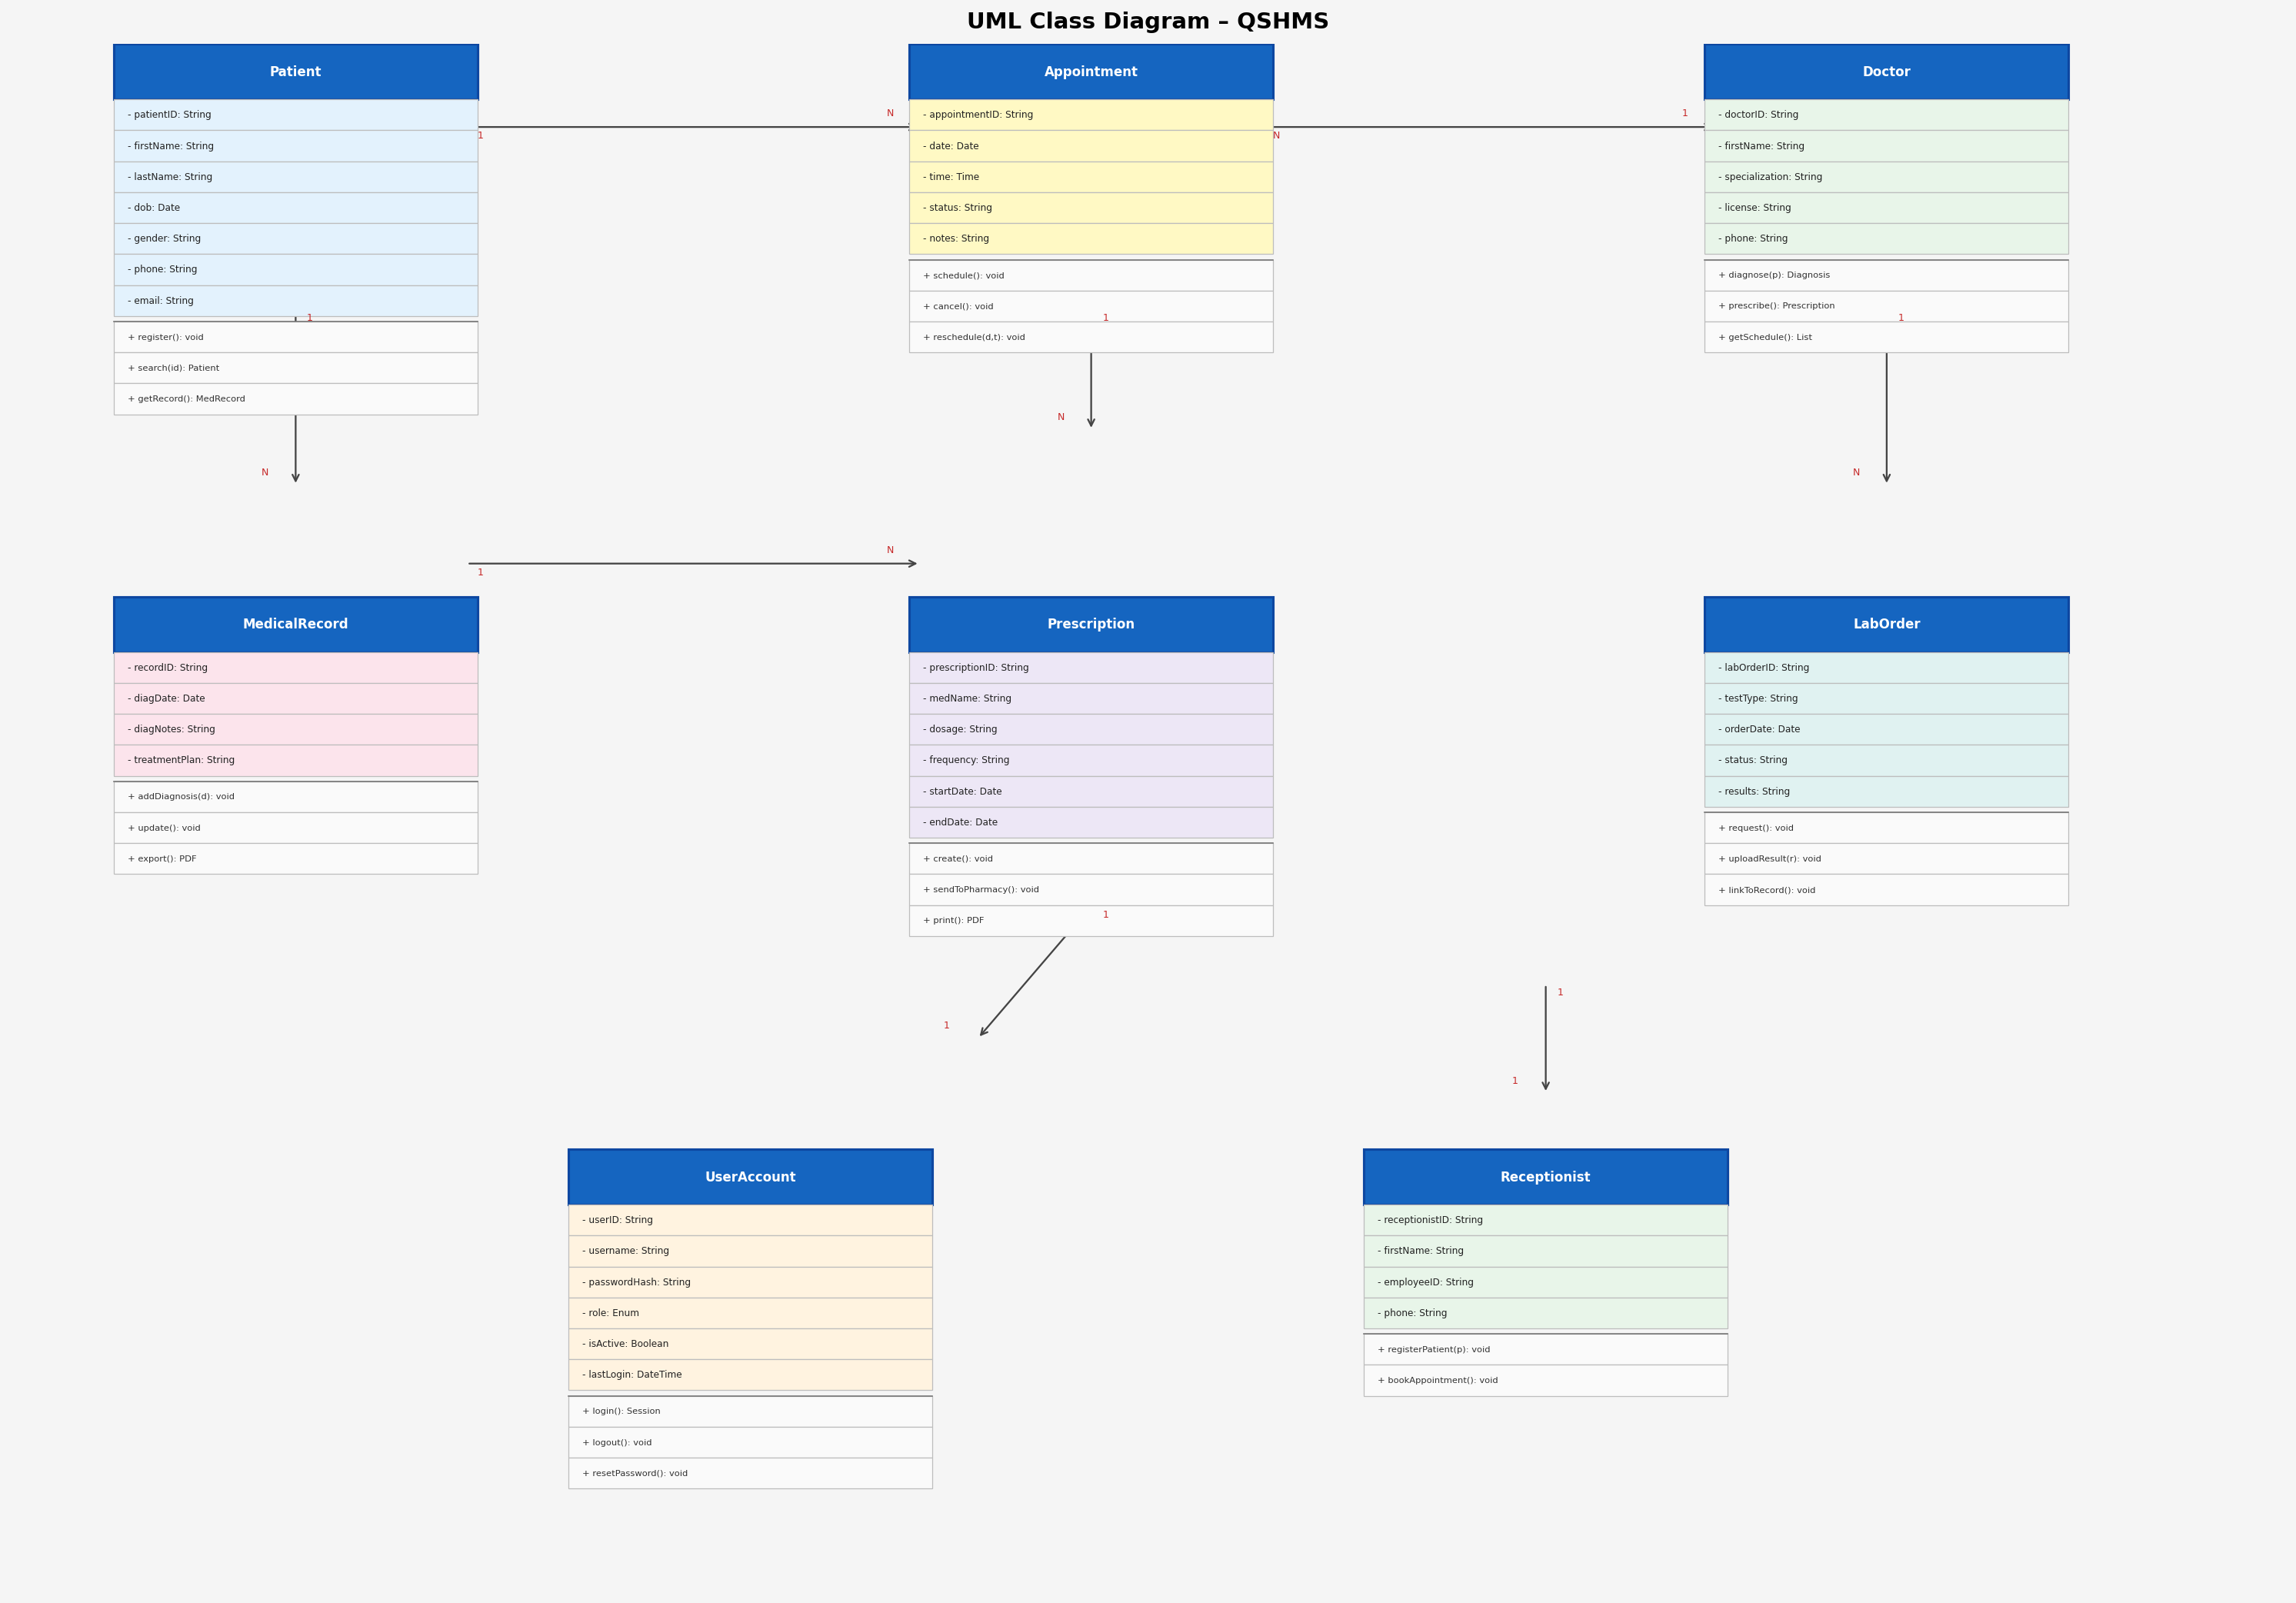 UML Class Diagram – QSHMS
Patient
- patientID: String
- firstName: String
- lastName: String
- dob: Date
- gender: String
- phone: String
- email: String
+ register(): void
+ search(id): Patient
+ getRecord(): MedRecord
1
N
1
N
Appointment
- appointmentID: String
- date: Date
- time: Time
- status: String
- notes: String
+ schedule(): void
+ cancel(): void
+ reschedule(d,t): void
N
1
1
N
Doctor
- doctorID: String
- firstName: String
- specialization: String
- license: String
- phone: String
+ diagnose(p): Diagnosis
+ prescribe(): Prescription
+ getSchedule(): List
1
N
N
1
MedicalRecord
- recordID: String
- diagDate: Date
- diagNotes: String
- treatmentPlan: String
+ addDiagnosis(d): void
+ update(): void
+ export(): PDF
Prescription
- prescriptionID: String
- medName: String
- dosage: String
- frequency: String
- startDate: Date
- endDate: Date
+ create(): void
+ sendToPharmacy(): void
+ print(): PDF
1
1
LabOrder
- labOrderID: String
- testType: String
- orderDate: Date
- status: String
- results: String
+ request(): void
+ uploadResult(r): void
+ linkToRecord(): void
1
1
UserAccount
- userID: String
- username: String
- passwordHash: String
- role: Enum
- isActive: Boolean
- lastLogin: DateTime
+ login(): Session
+ logout(): void
+ resetPassword(): void
Receptionist
- receptionistID: String
- firstName: String
- employeeID: String
- phone: String
+ registerPatient(p): void
+ bookAppointment(): void